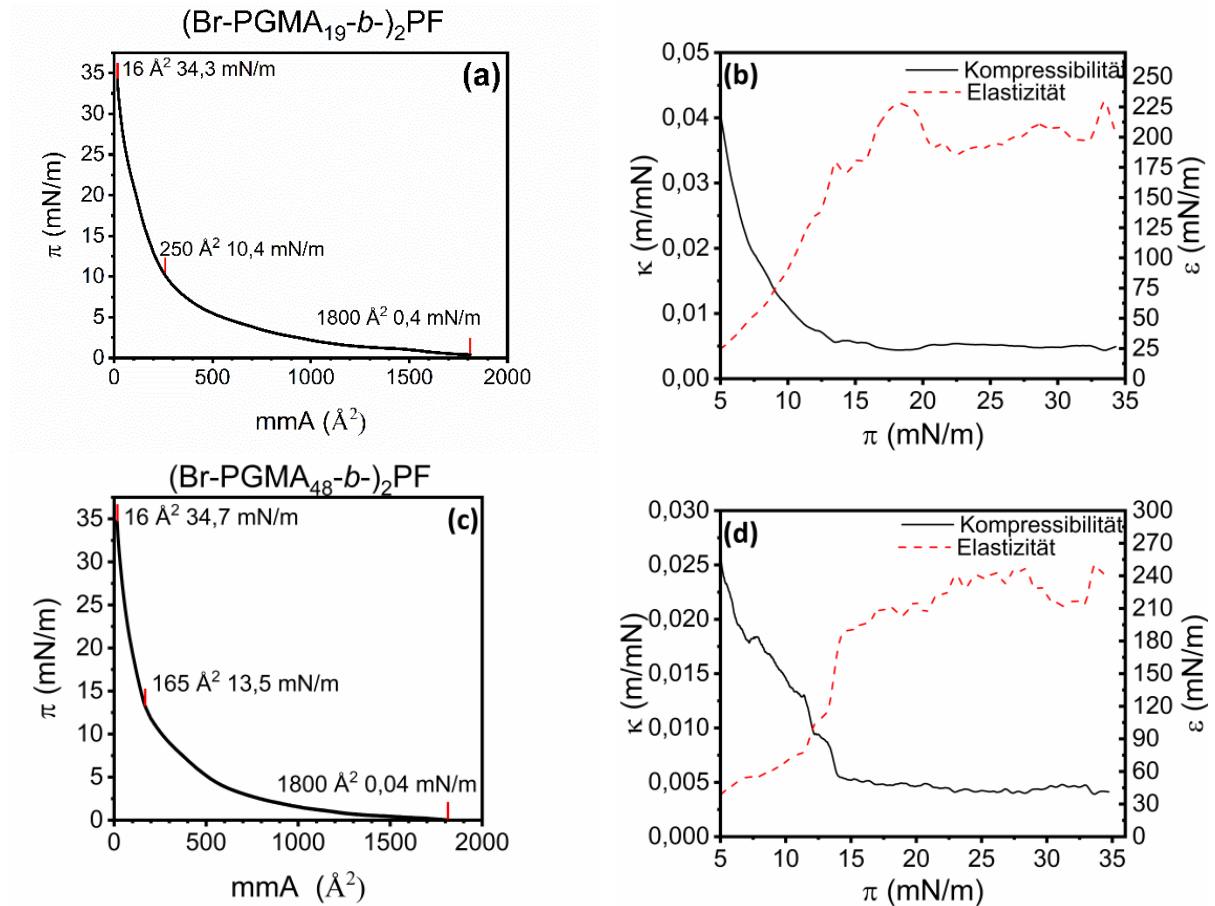 (Br-PGMA19-b-)2PF
(a)
16 Å2 34,3 mN/m
250 Å2 10,4 mN/m
1800 Å2 0,4 mN/m
35
30
25
20
15
10
5
0
π (mN/m)
0 500 1000 1500 2000
mmA (Å2)
(b)
Kompressibilität
Elastizität
0,05
0,04
0,03
0,02
0,01
0,00
κ (m/mN)
250
225
200
175
150
125
100
75
50
25
0
ε (mN/m)
5 10 15 20 25 30 35
π (mN/m)
(Br-PGMA48-b-)2PF
(c)
16 Å2 34,7 mN/m
165 Å2 13,5 mN/m
1800 Å2 0,04 mN/m
35
30
25
20
15
10
5
0
π (mN/m)
0 500 1000 1500 2000
mmA (Å2)
(d)
Kompressibilität
Elastizität
0,030
0,025
0,020
0,015
0,010
0,005
0,000
κ (m/mN)
300
270
240
210
180
150
120
90
60
30
0
ε (mN/m)
5 10 15 20 25 30 35
π (mN/m)